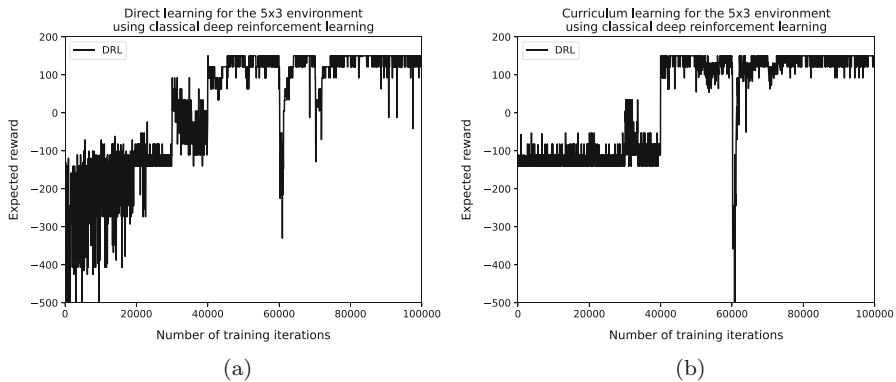 Direct learning for the 5x3 environment
using classical deep reinforcement learning
200
100
0
−100
−200
−300
−400
−500
Expected reward
DRL
0
20000
40000
60000
80000
100000
Number of training iterations
(a)
Curriculum learning for the 5x3 environment
using classical deep reinforcement learning
200
100
0
−100
−200
−300
−400
−500
Expected reward
DRL
0
20000
40000
60000
80000
100000
Number of training iterations
(b)